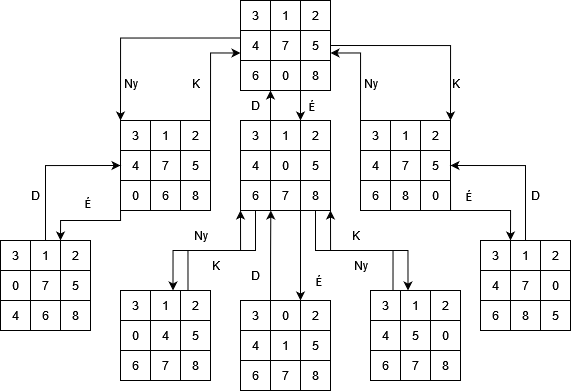 3 1 2
4 7 5
6 0 8
Ny K Ny K
D É
3 1 2
4 7 5
0 6 8
3 1 2
4 0 5
6 7 8
3 1 2
4 7 5
6 8 0
D É
É D
Ny K
K Ny
D É
3 1 2
0 7 5
4 6 8
3 1 2
0 4 5
6 7 8
3 0 2
4 1 5
6 7 8
3 1 2
4 5 0
6 7 8
3 1 2
4 7 0
6 8 5